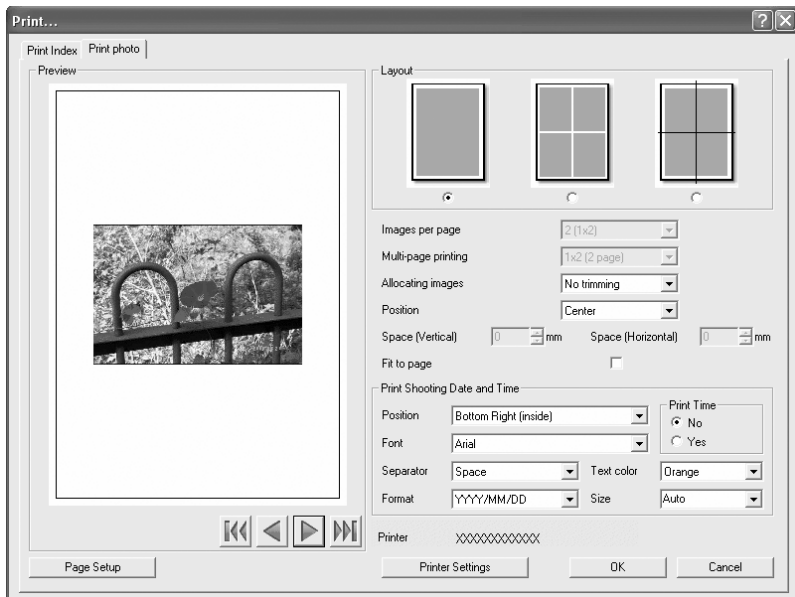 Print...
Print Index
Print photo
Preview
Layout
Images per page
2 (1x2)
Multi-page printing
1x2 (2 page)
Allocating images
No trimming
Position
Center
Space (Vertical)
0
mm
Space (Horizontal)
0
mm
Fit to page
Print Shooting Date and Time
Position
Bottom Right (inside)
Print Time
No
Yes
Font
Arial
Separator
Space
Text color
Orange
Format
YYYY/MM/DD
Size
Auto
Printer
XXXXXXXXXXXXX
Page Setup
Printer Settings
OK
Cancel